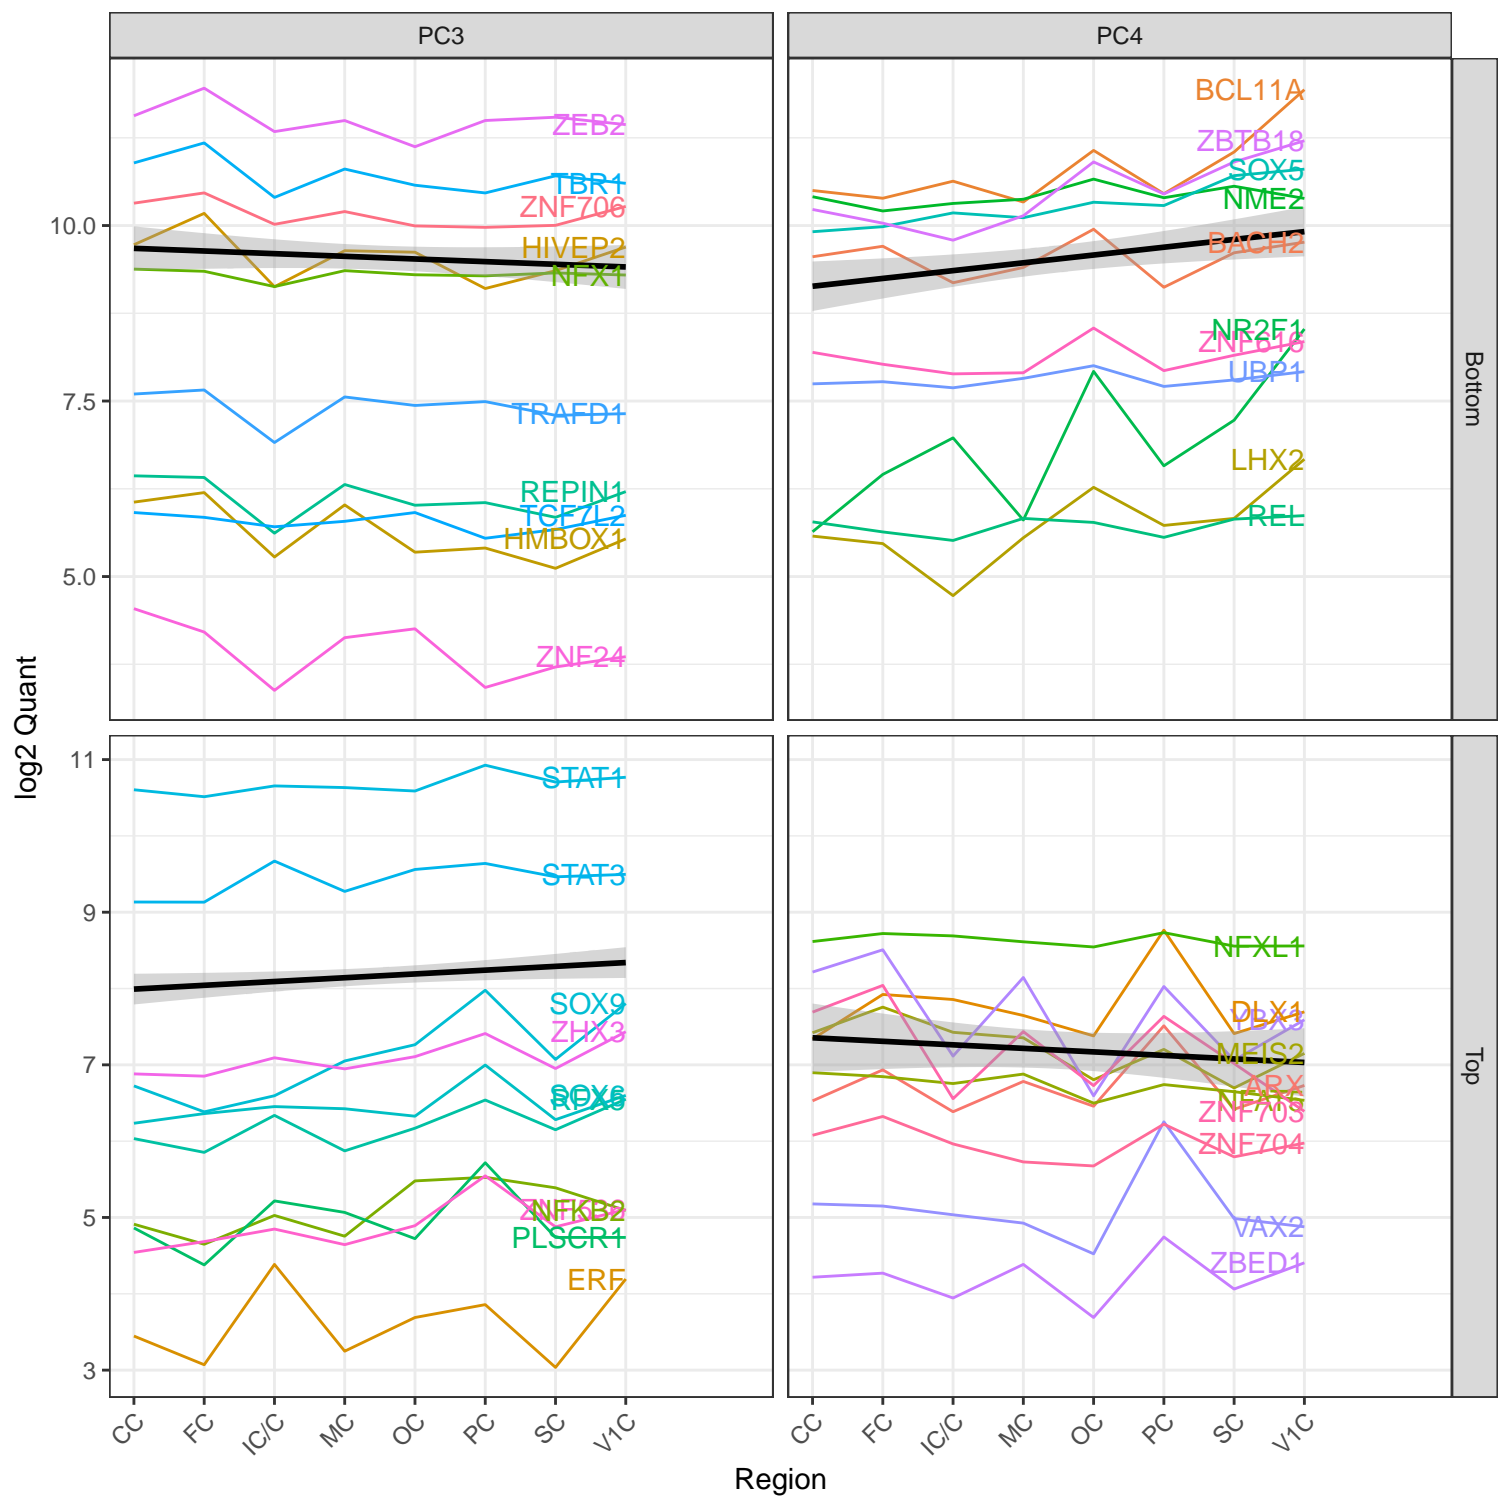 PC3
PC4
BCL11A
ZEB2
ZBTB18
SOX5
TBR1
NME2
ZNF706
10.0
HIVEP2
BACH2
NFX1
NR2F1
Bottom
UBP1
7.5
TRAFD1
LHX2
REPIN1
TCF7L2
REL
HMBOX1
5.0
ZNF24
log2 Quant
11
STAT1
NFXL1
9
STAT3
SOX9
DLX1
YBX3
ZHX3
MEIS2
7
Top
SOX6
ARX
ZNF703
ZNF704
NFKB2
5
PLSCR1
VAX2
ZBED1
ERF
3
CC
FC
IC/C
MC
OC
PC
SC
V1C
CC
FC
IC/C
MC
OC
PC
SC
V1C
Region